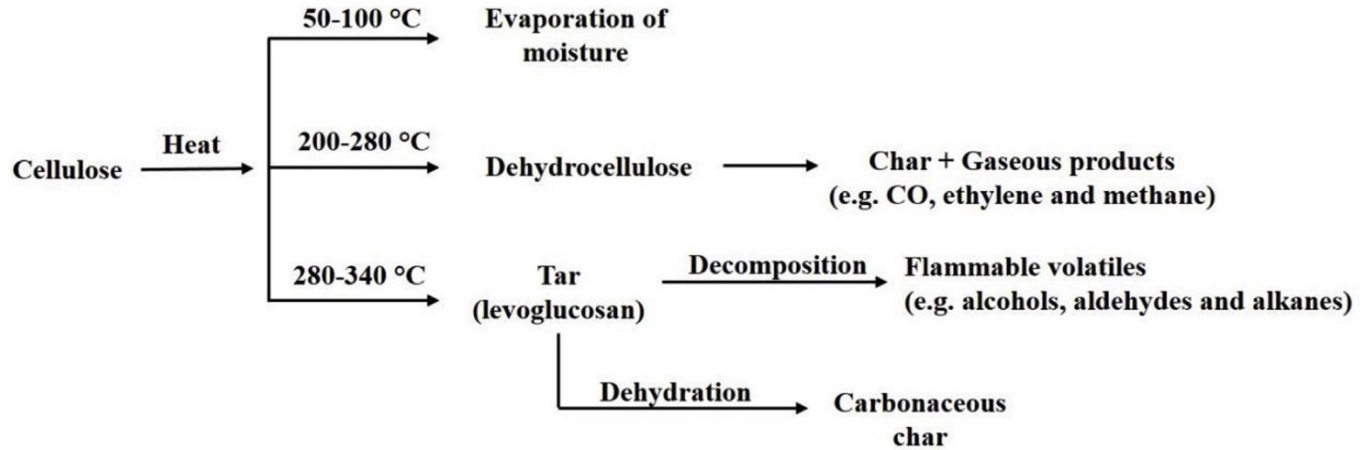 50-100 °C
Evaporation of
moisture
Cellulose
Heat
200-280 °C
Dehydrocellulose
Char + Gaseous products
(e.g. CO, ethylene and methane)
280-340 °C
Tar
(levoglucosan)
Decomposition
Flammable volatiles
(e.g. alcohols, aldehydes and alkanes)
Dehydration
Carbonaceous
char